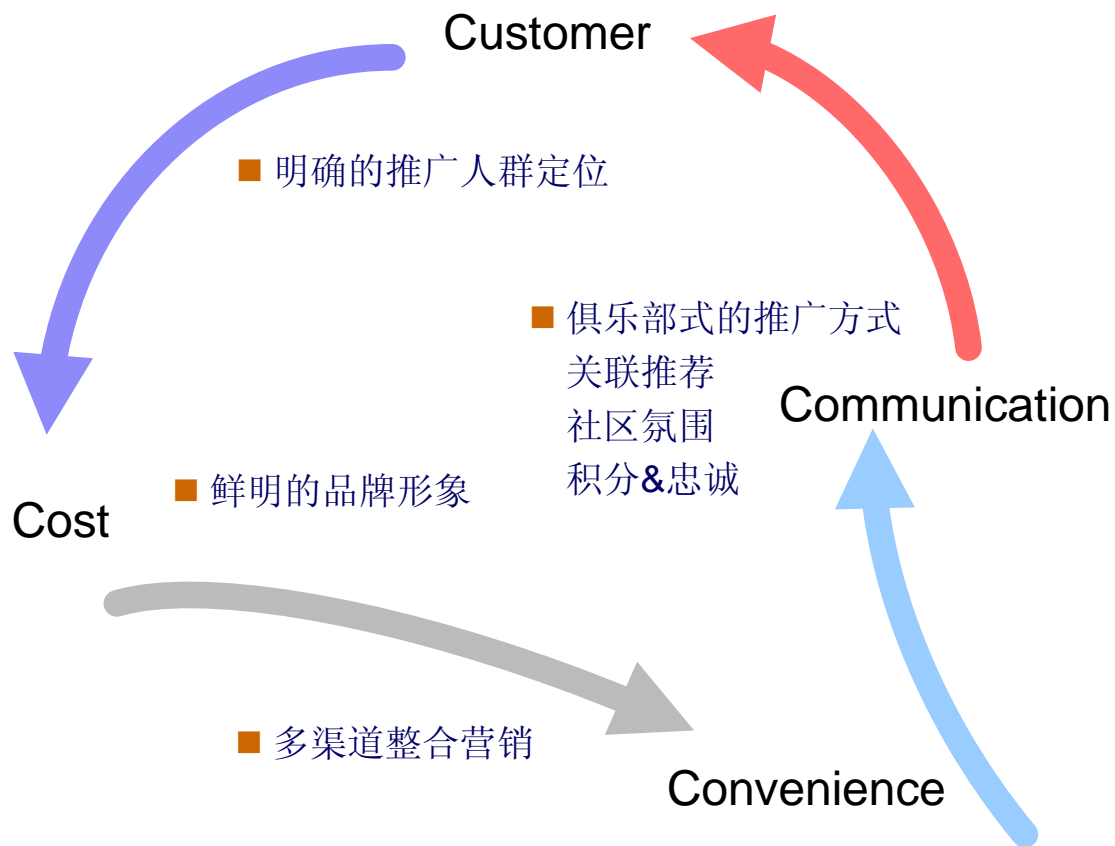 Customer
明确的推广人群定位
俱乐部式的推广方式
关联推荐
社区氛围
积分&忠诚
Communication
鲜明的品牌形象
Cost
多渠道整合营销
Convenience